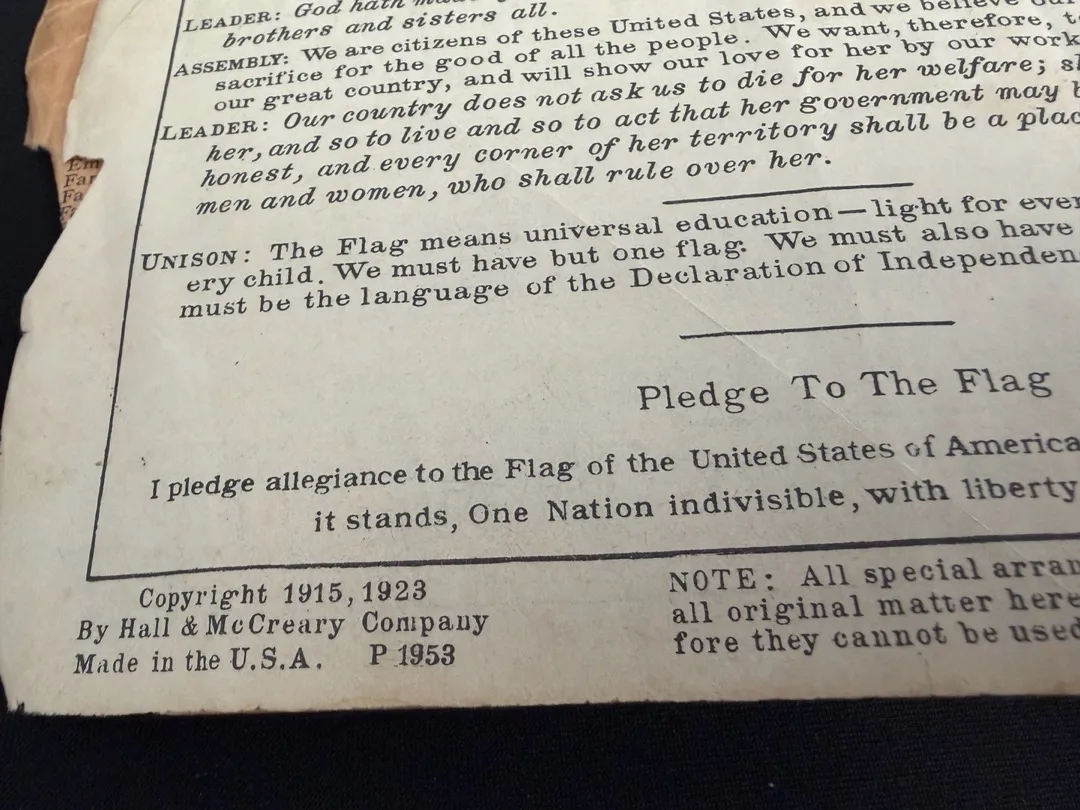 LEADER: God hath made
brothers and sisters all.
ASSEMBLY: We are citizens of these United States, and we believe our
sacrifice for the good of all the people. We want, therefore, t
our great country, and will show our love for her by our work
LEADER: Our country does not ask us to die for her welfare; s
her, and so to live and so to act that her government may b
honest, and every corner of her territory shall be a plac
men and women, who shall rule over her.
UNISON: The Flag means universal education—light for ever
ery child. We must have but one flag. We must also have
must be the language of the Declaration of Independen
Pledge To The Flag
I pledge allegiance to the Flag of the United States of America
it stands, One Nation indivisible, with liberty
Em
Far
Fa
Copyright 1915, 1923
By Hall & McCreary Company
Made in the U.S.A. P 1953
NOTE: All special arran
all original matter here
fore they cannot be used